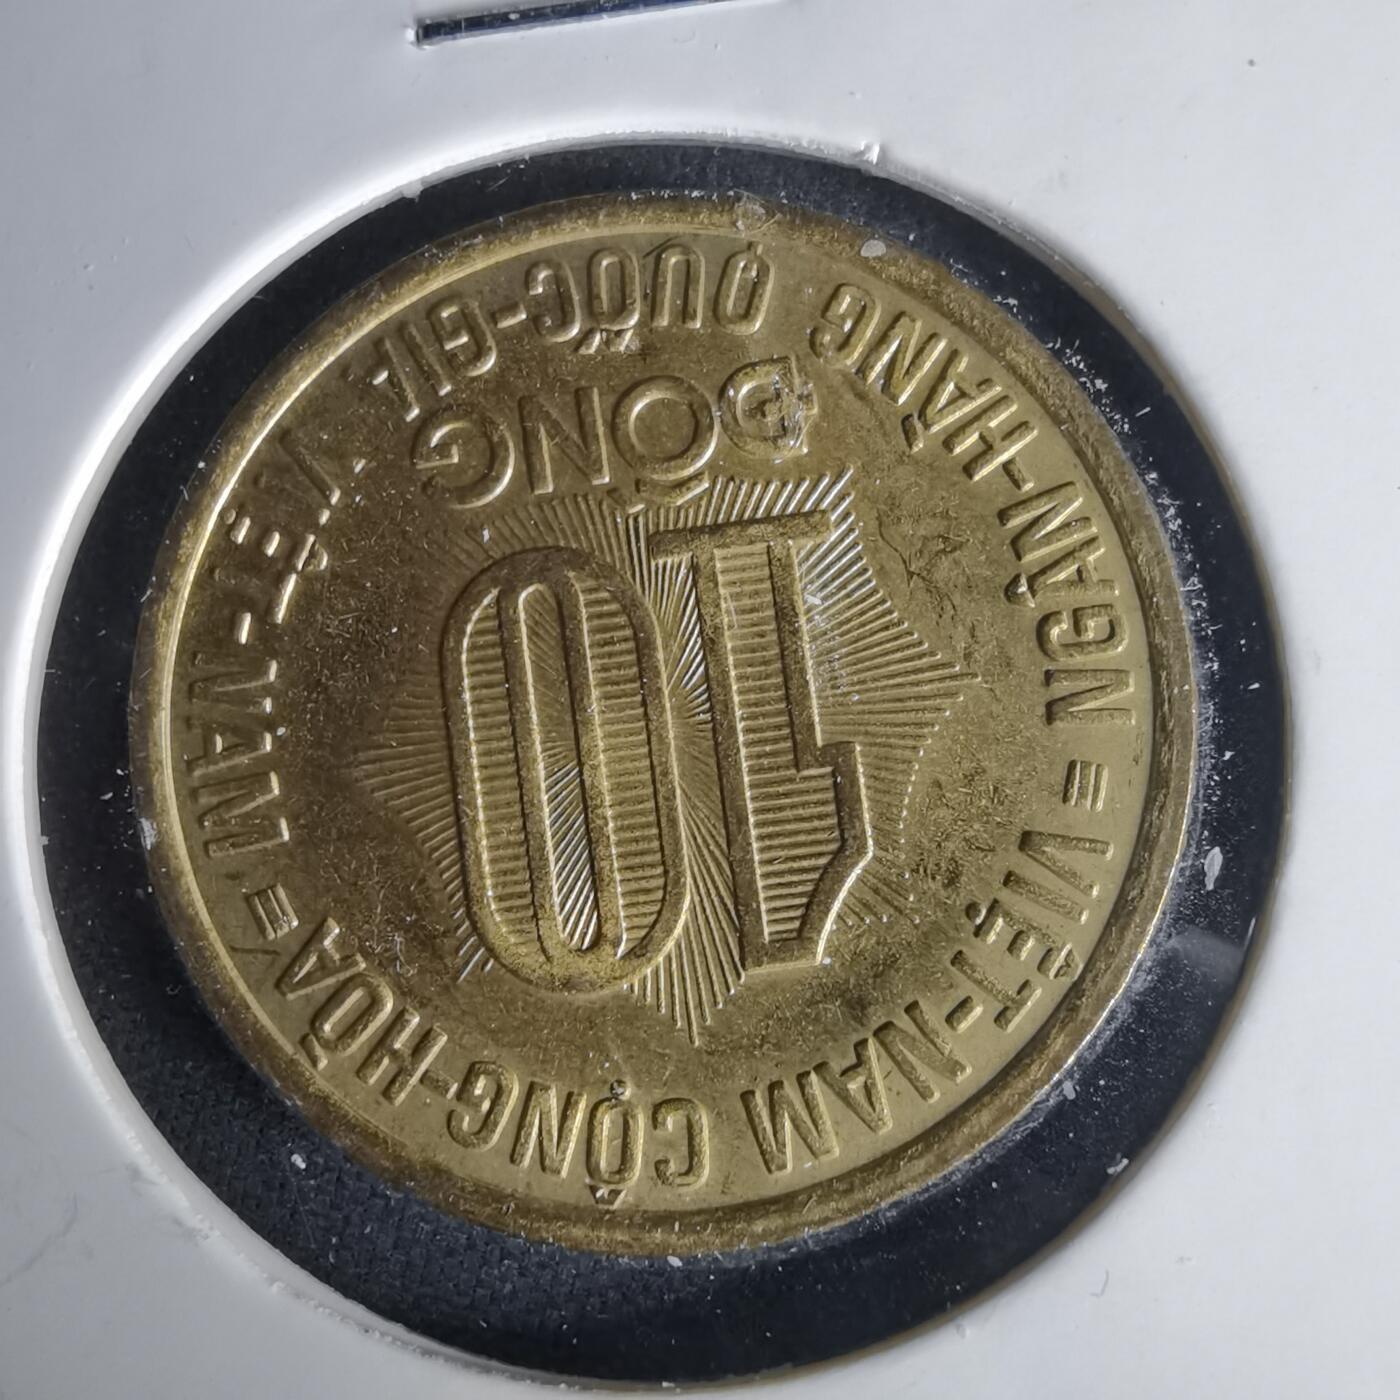 VIỆT-NAM CỘNG-HÒA
10
ĐỒNG
NGÂN-HÀNG QUỐC-GIA VIỆT-NAM